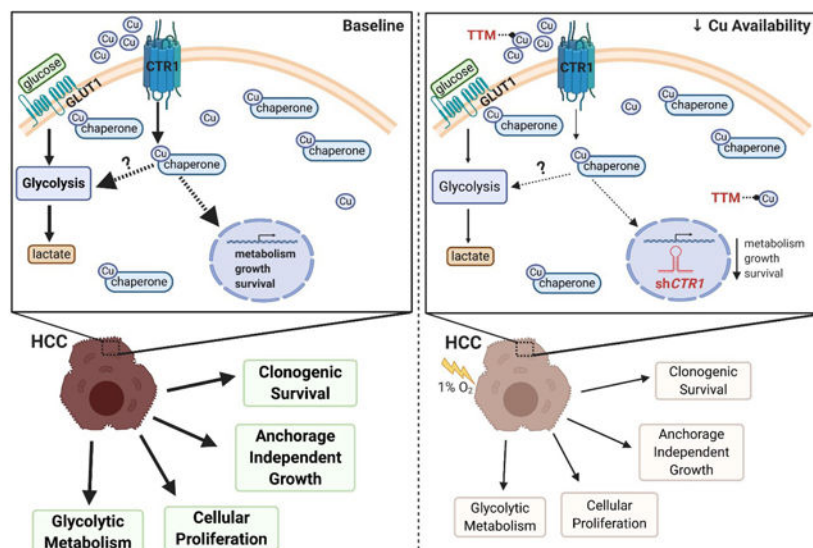 Baseline
Cu
Cu
Cu
Cu
Cu
CTR1
glucose
GLUT1
Cu
chaperone
Cu
Cu
chaperone
Cu
chaperone
?
Cu
chaperone
Glycolysis
Cu
lactate
metabolism
growth
survival
Cu
chaperone
HCC
Clonogenic
Survival
Anchorage
Independent
Growth
Cellular
Proliferation
Glycolytic
Metabolism
↓ Cu Availability
TTM
Cu
Cu
Cu
Cu
Cu
CTR1
glucose
GLUT1
Cu
chaperone
Cu
chaperone
Cu
chaperone
?
Cu
chaperone
Glycolysis
TTM
Cu
lactate
shCTR1
metabolism
growth
survival
Cu
chaperone
HCC
1% O₂
Clonogenic
Survival
Anchorage
Independent
Growth
Cellular
Proliferation
Glycolytic
Metabolism